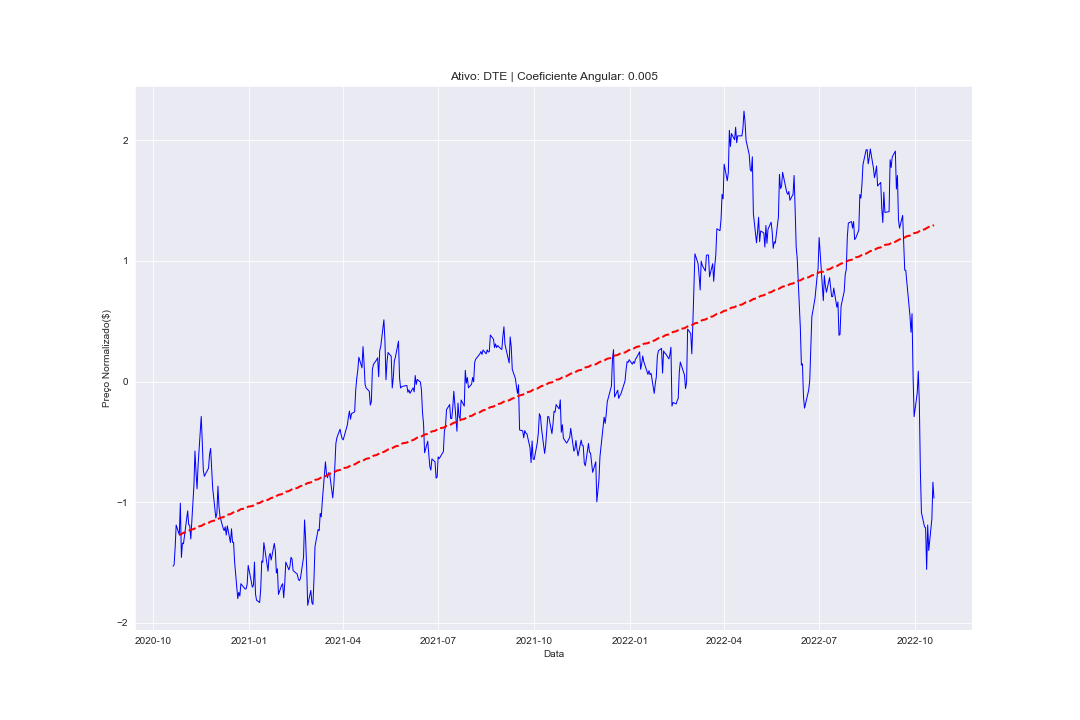 Ativo: DTE | Coeficiente Angular: 0.005
Preço Normalizado($)
2
1
0
−1
−2
2020-10 2021-01 2021-04 2021-07 2021-10 2022-01 2022-04 2022-07 2022-10
Data